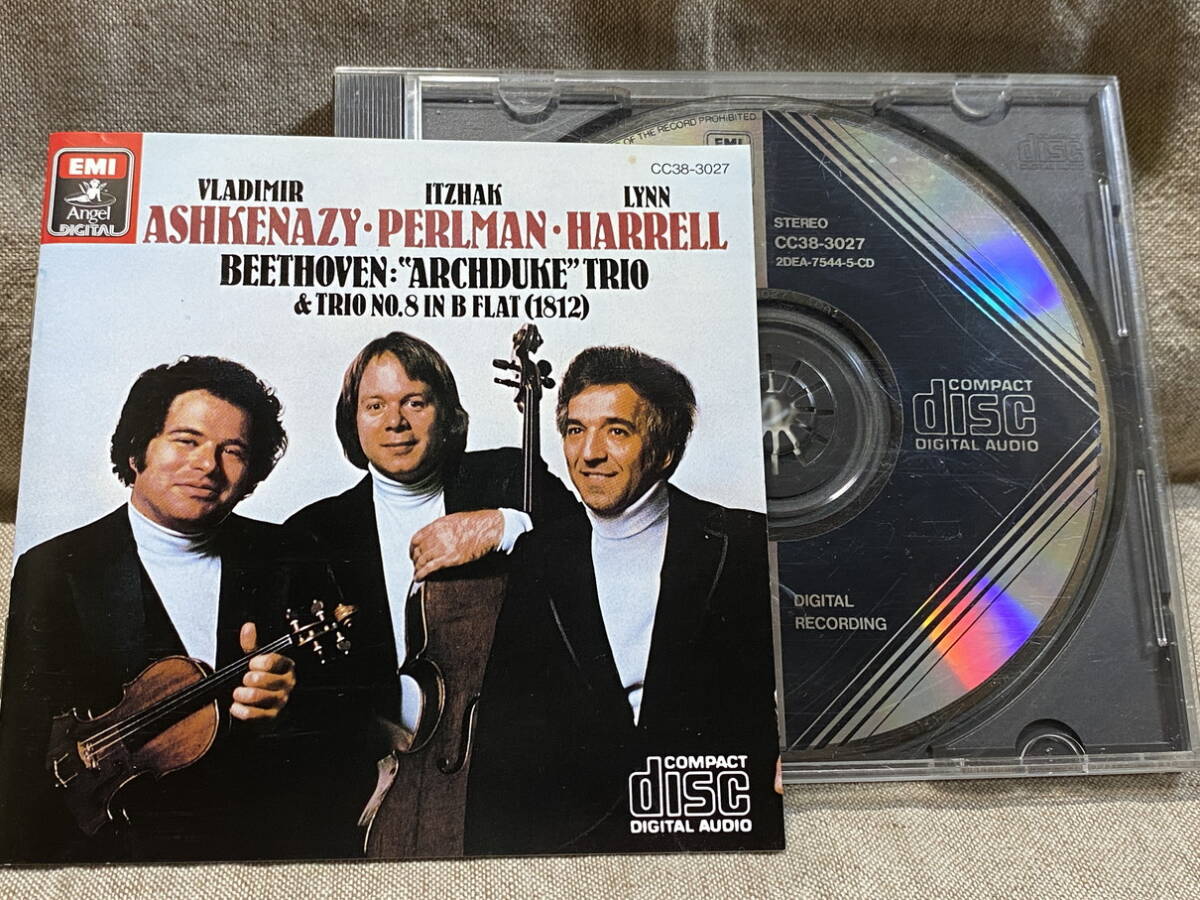 EMI
Angel
DIGITAL
CC38-3027
VLADIMIR ITZHAK LYNN
ASHKENAZY·PERLMAN·HARRELL
BEETHOVEN: "ARCHDUKE" TRIO
& TRIO NO.8 IN B FLAT (1812)
COMPACT
disc
DIGITAL AUDIO
OF THE RECORD PROHIBITED
EMI
STEREO
CC38-3027
2DEA-7544-5-CD
COMPACT
disc
DIGITAL AUDIO
DIGITAL
RECORDING
COMPACT
disc